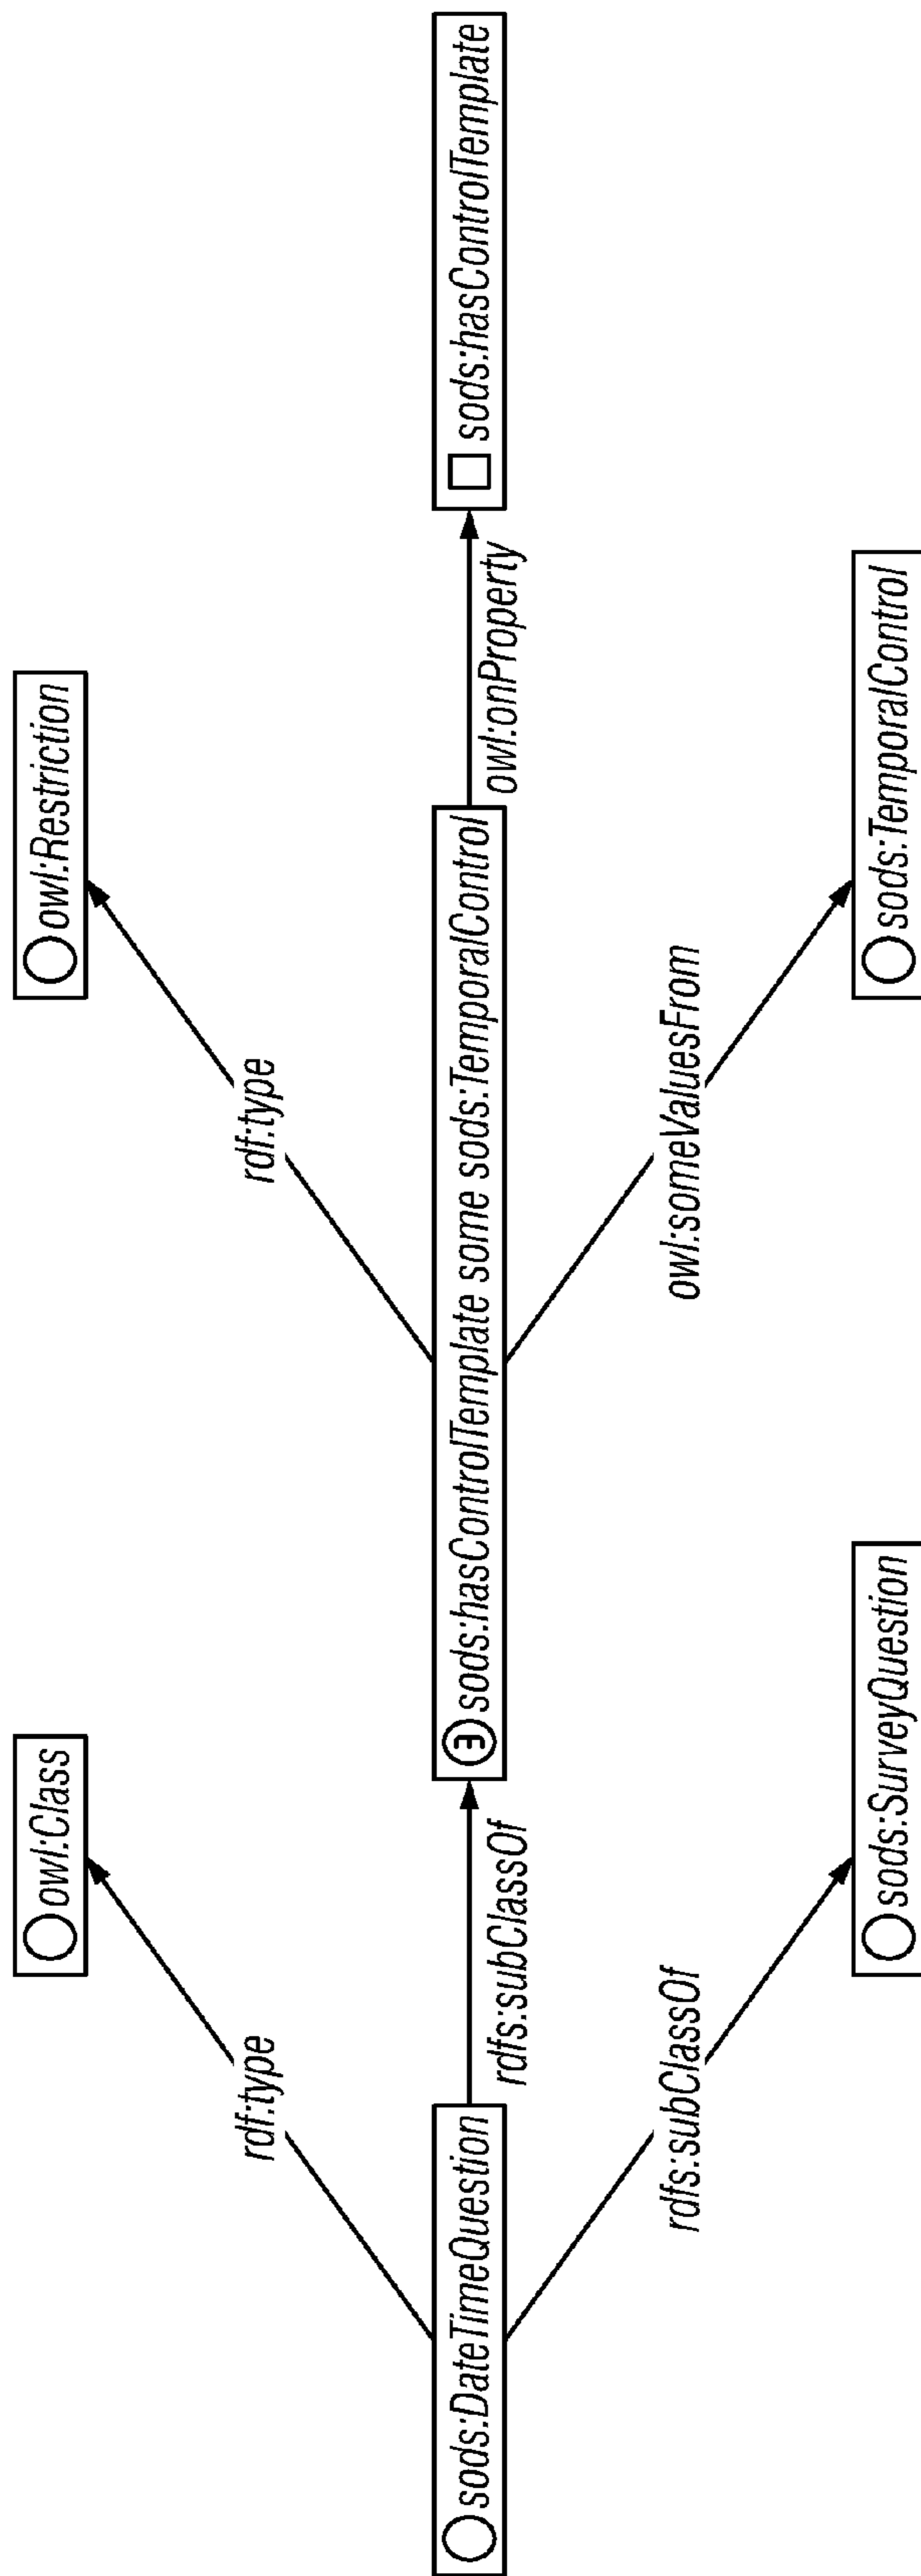 owl:Class
owl:Restriction
rdf:type
rdf:type
sods:DateTimeQuestion
rdfs:subClassOf
∃ sods:hasControlTemplate some sods:TemporalControl
owl:onProperty
sods:hasControlTemplate
rdfs:subClassOf
owl:someValuesFrom
sods:SurveyQuestion
sods:TemporalControl